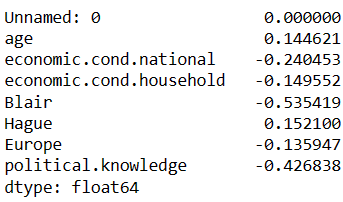 Unnamed: 0 0.000000
age 0.144621
economic.cond.national -0.240453
economic.cond.household -0.149552
Blair -0.535419
Hague 0.152100
Europe -0.135947
political.knowledge -0.426838
dtype: float64